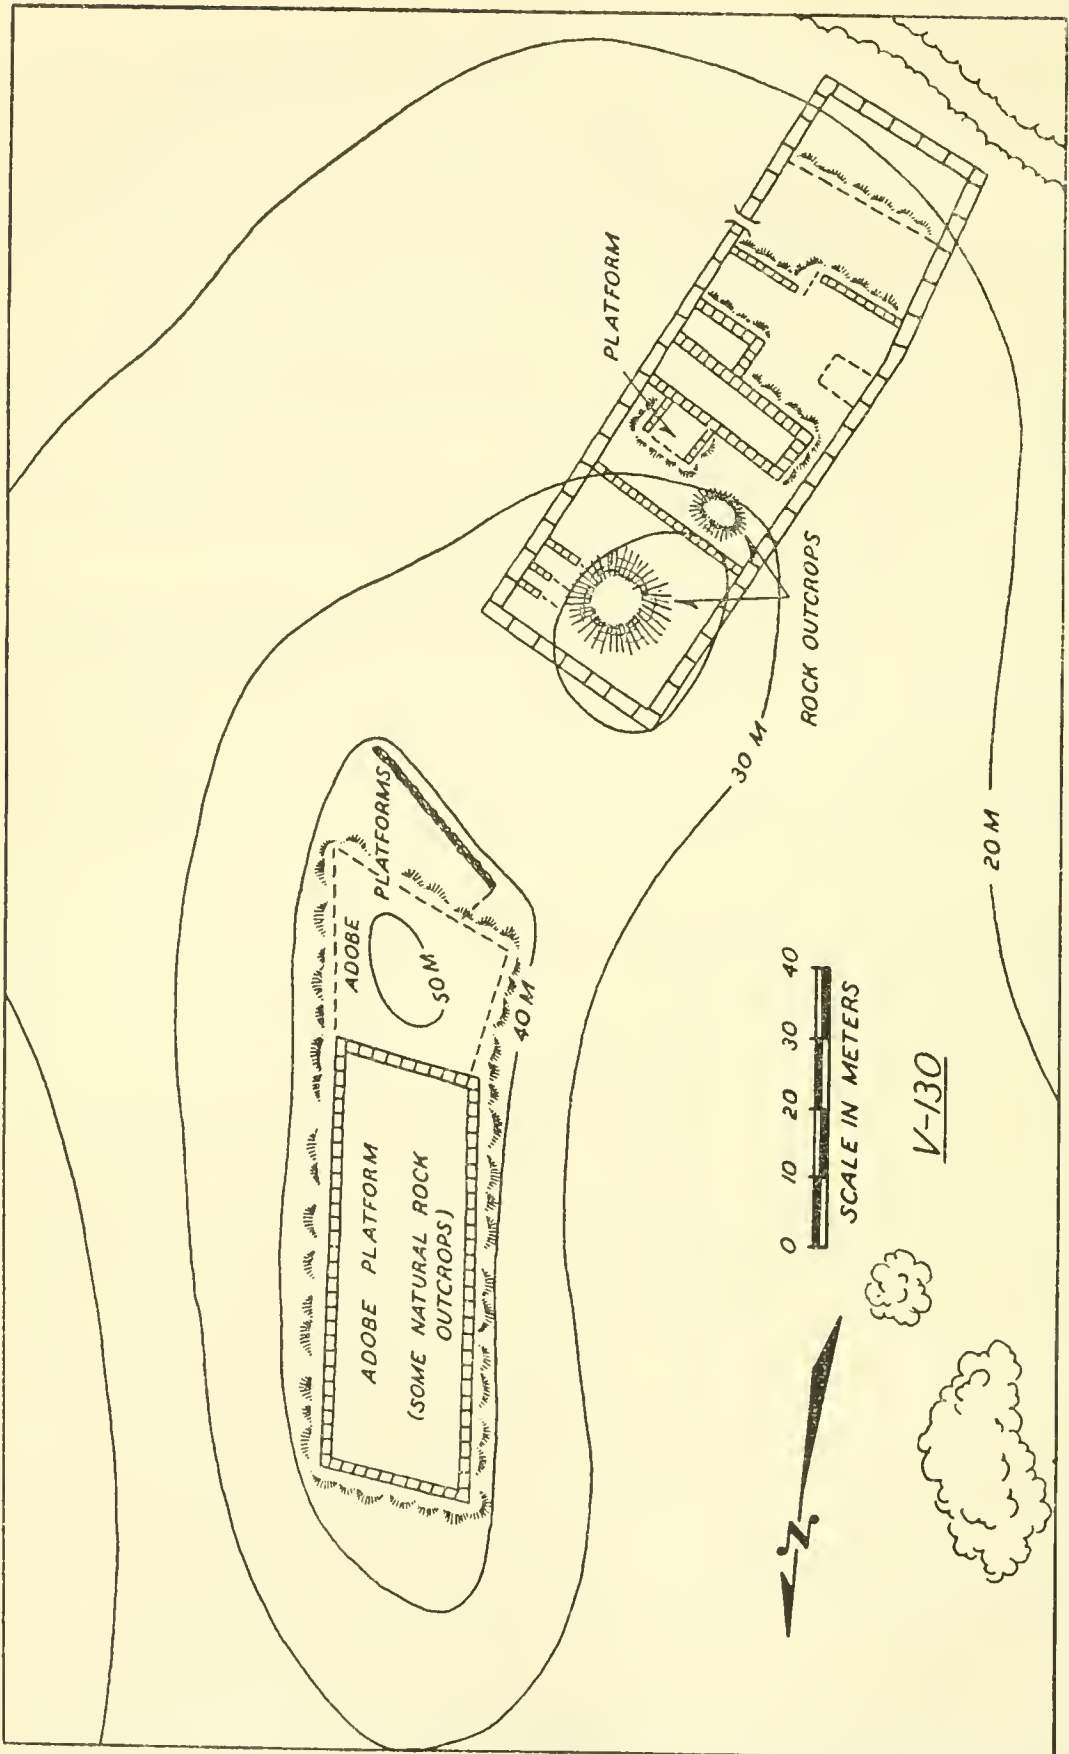 PLATFORM
ROCK OUTCROPS
30 M
20 M
ADOBE
PLATFORMS
50 M
40 M
ADOBE PLATFORM
(SOME NATURAL ROCK
OUTCROPS)
0 10 20 30 40
SCALE IN METERS
V-130
N